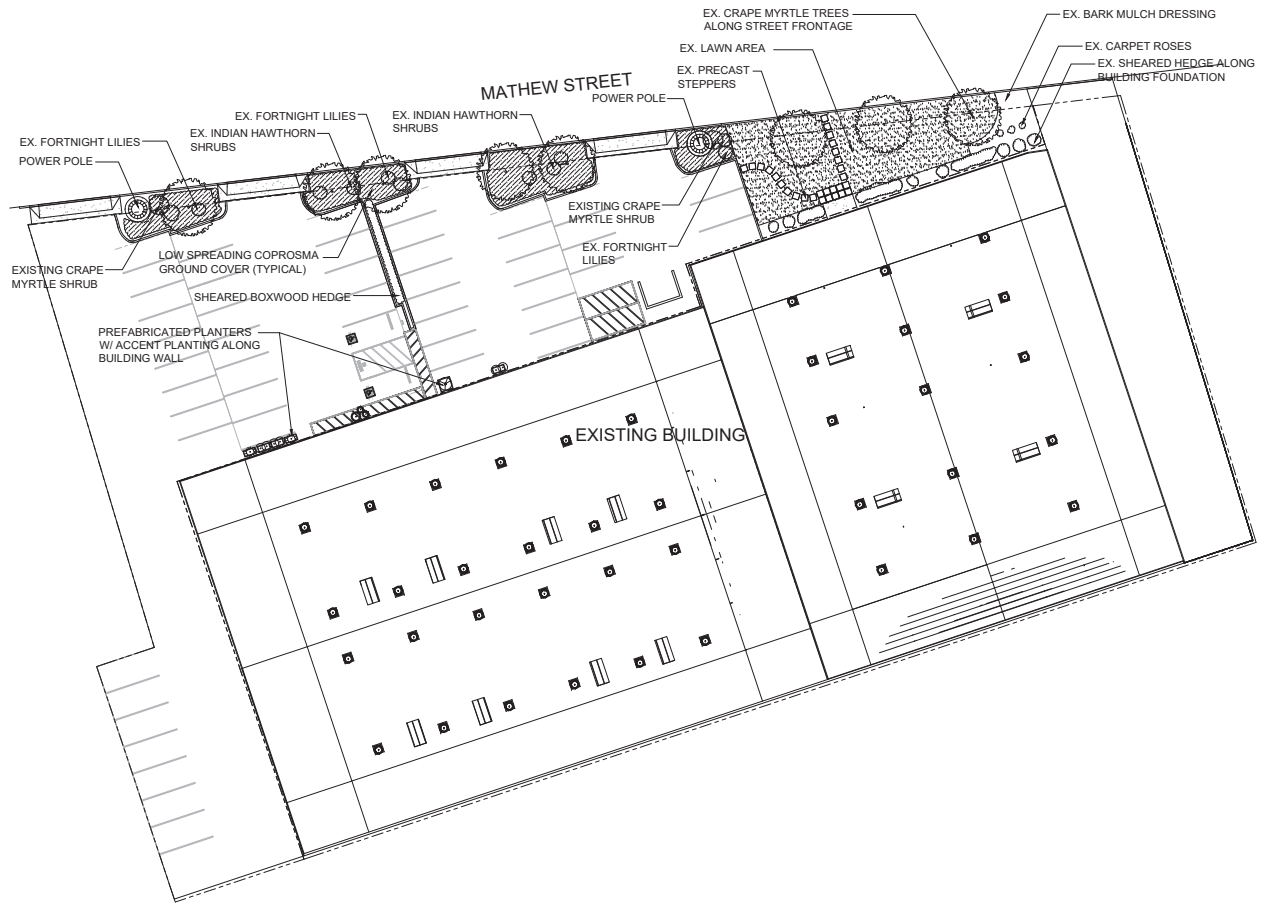 EX. CRAPE MYRTLE TREES
ALONG STREET FRONTAGE
EX. BARK MULCH DRESSING
EX. LAWN AREA
EX. CARPET ROSES
EX. SHEARED HEDGE ALONG
BUILDING FOUNDATION
EX. PRECAST
STEPPERS
MATHEW STREET
POWER POLE
EX. FORTNIGHT LILIES
EX. INDIAN HAWTHORN
SHRUBS
EX. INDIAN HAWTHORN
SHRUBS
EX. FORTNIGHT LILIES
POWER POLE
EXISTING CRAPE
MYRTLE SHRUB
EX. FORTNIGHT
LILIES
LOW SPREADING COPROSMA
GROUND COVER (TYPICAL)
EXISTING CRAPE
MYRTLE SHRUB
SHEARED BOXWOOD HEDGE
PREFABRICATED PLANTERS
W/ ACCENT PLANTING ALONG
BUILDING WALL
EXISTING BUILDING